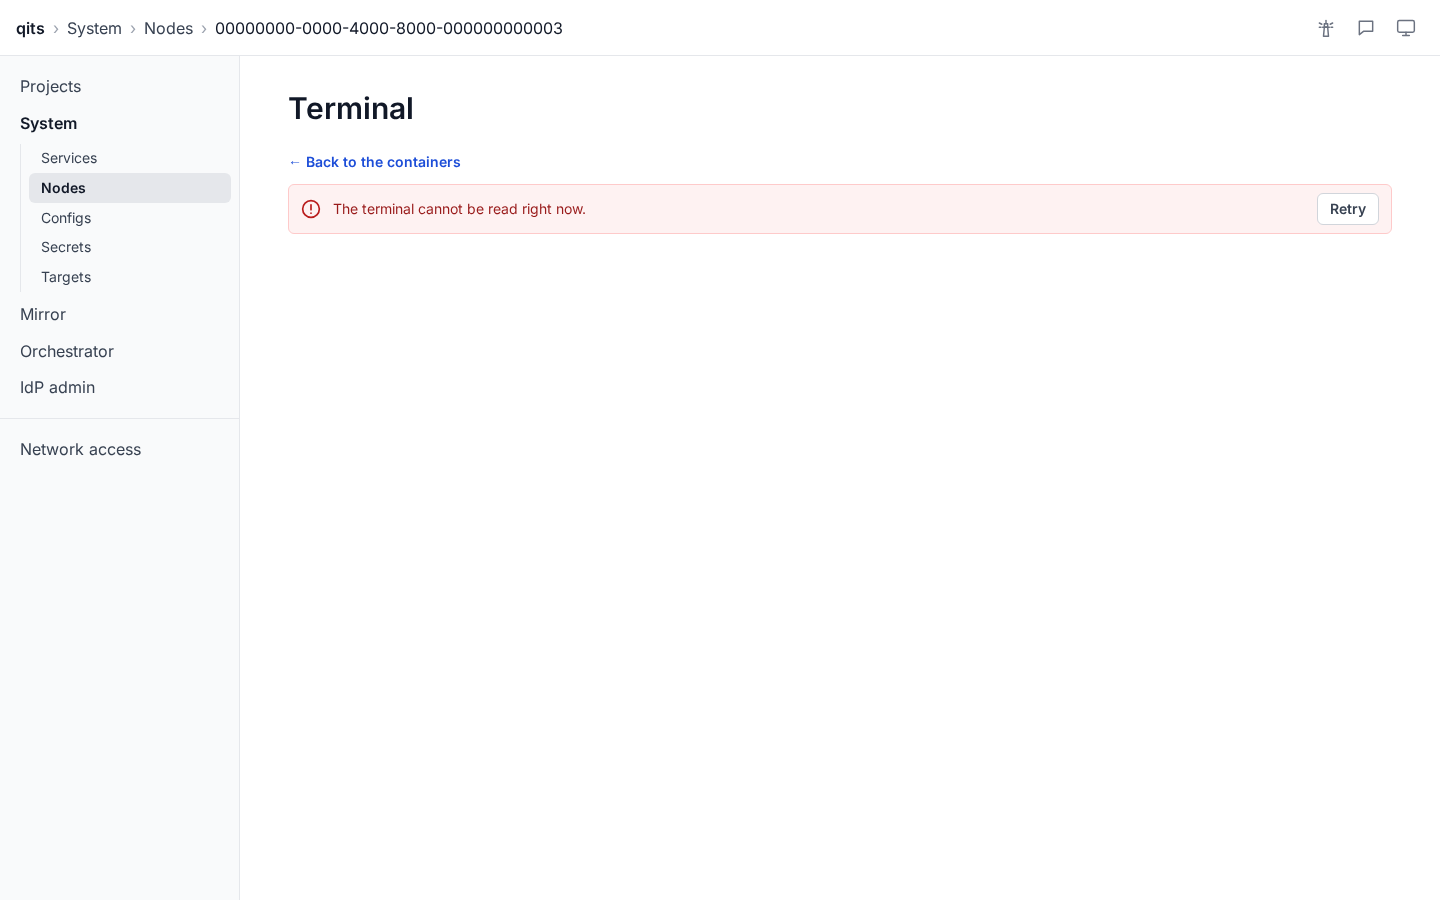 qits › System › Nodes › 00000000-0000-4000-8000-000000000003
Projects
System
Services
Nodes
Configs
Secrets
Targets
Mirror
Orchestrator
IdP admin
Network access
Terminal
← Back to the containers
The terminal cannot be read right now.
Retry